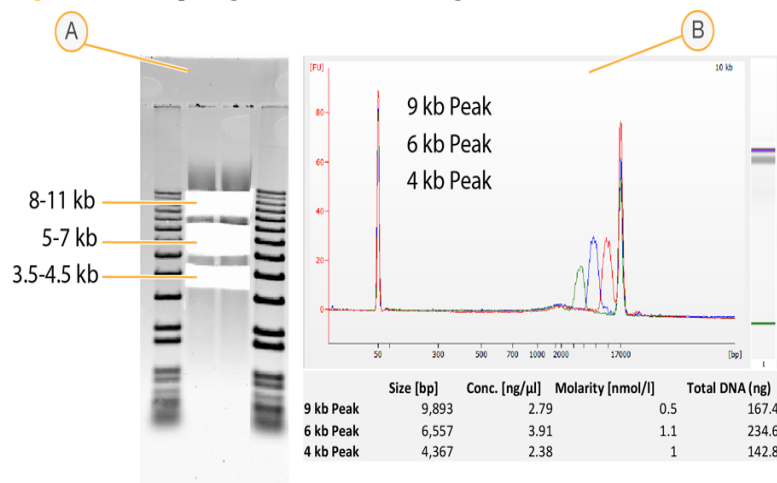 A
B
8-11 kb
5-7 kb
3.5-4.5 kb
[FU]
10 kb
80
60
40
20
0
9 kb Peak
6 kb Peak
4 kb Peak
50 300 500 700 1000 2000 17000 [bp]
1
Size [bp] Conc. [ng/µl] Molarity [nmol/l] Total DNA (ng)
9 kb Peak 9,893 2.79 0.5 167.4
6 kb Peak 6,557 3.91 1.1 234.6
4 kb Peak 4,367 2.38 1 142.8